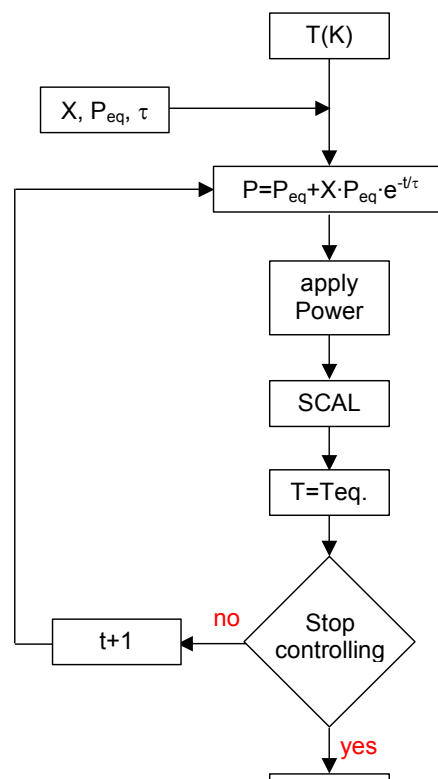 T(K)
X, Pₑq, τ
P=Pₑq+X·Pₑq·e⁻ᵗ/τ
apply
Power
SCAL
T=Teq.
Stop
controlling
no
t+1
yes